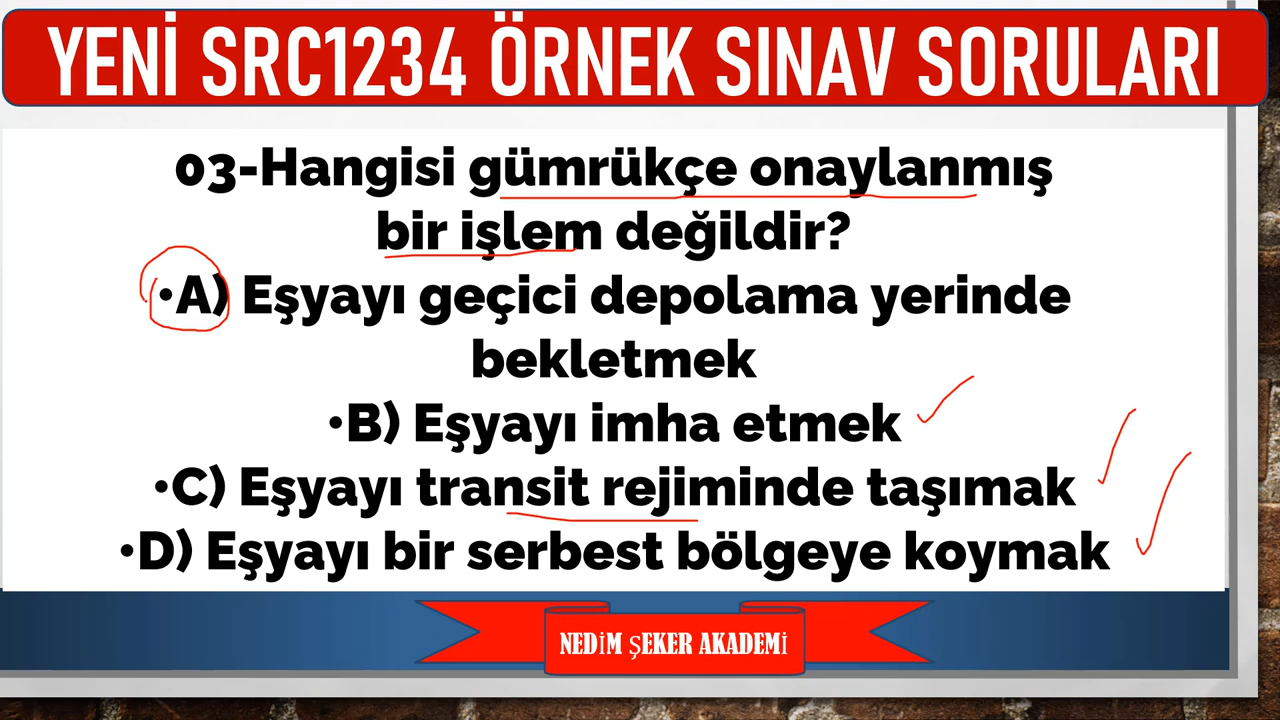 YENİ SRC1234 ÖRNEK SINAV SORULARI
03-Hangisi gümrükçe onaylanmış
bir işlem değildir?
•A) Eşyayı geçici depolama yerinde
bekletmek
•B) Eşyayı imha etmek
•C) Eşyayı transit rejiminde taşımak
•D) Eşyayı bir serbest bölgeye koymak
NEDİM ŞEKER AKADEMİ